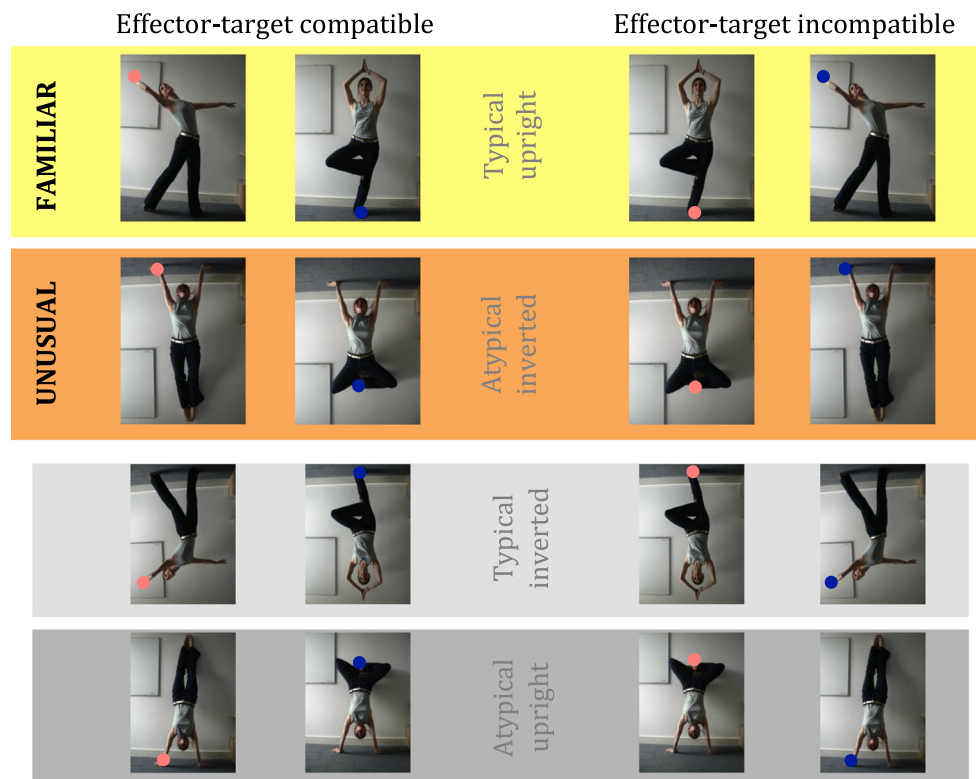 Effector-target compatible
Effector-target incompatible
FAMILIAR
Typical
upright
UNUSUAL
Atypical
inverted
Typical
inverted
Atypical
upright